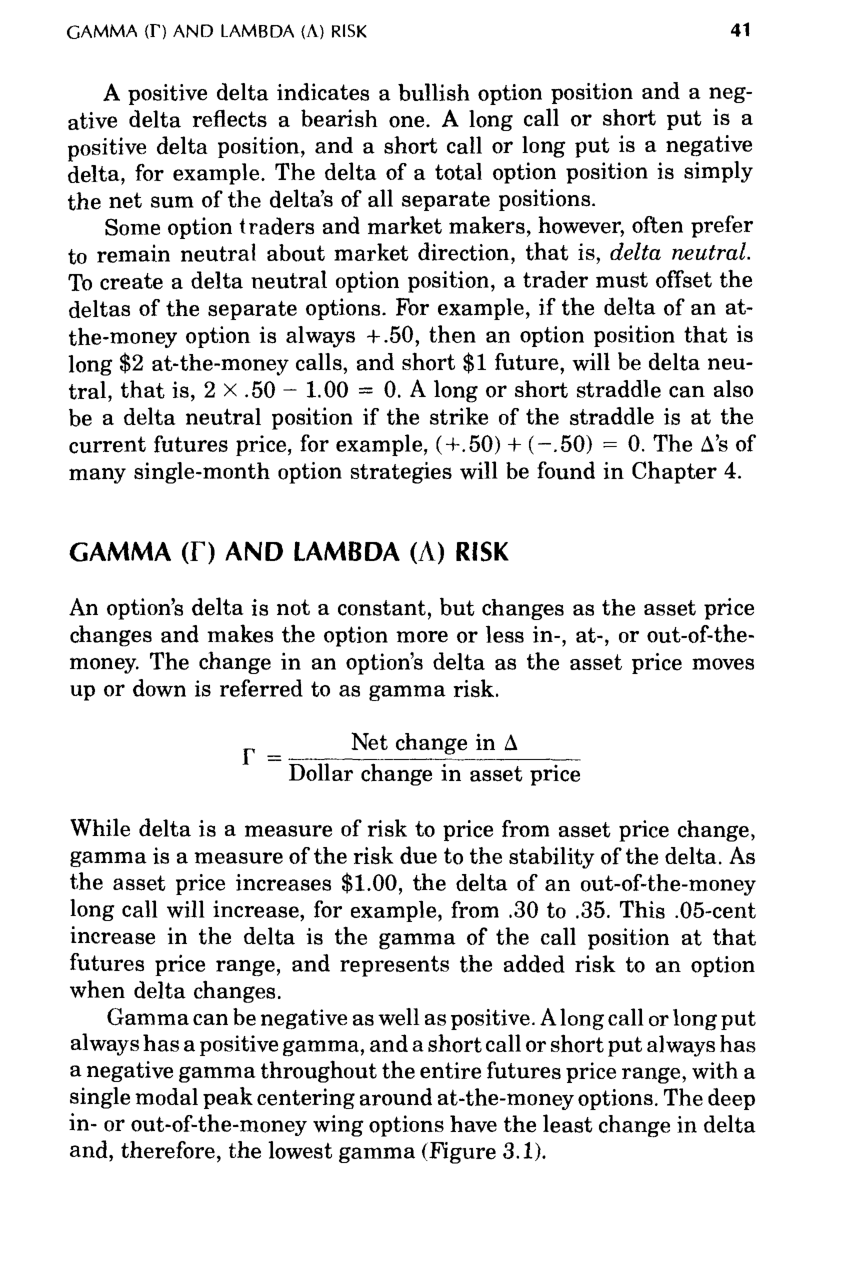 GAMMA (Γ) AND LAMBDA (Λ) RISK 41
A positive delta indicates a bullish option position and a neg-
ative delta reflects a bearish one. A long call or short put is a
positive delta position, and a short call or long put is a negative
delta, for example. The delta of a total option position is simply
the net sum of the delta's of all separate positions.
Some option traders and market makers, however, often prefer
to remain neutral about market direction, that is, delta neutral.
To create a delta neutral option position, a trader must offset the
deltas of the separate options. For example, if the delta of an at-
the-money option is always +.50, then an option position that is
long $2 at-the-money calls, and short $1 future, will be delta neu-
tral, that is, 2 × .50 − 1.00 = 0. A long or short straddle can also
be a delta neutral position if the strike of the straddle is at the
current futures price, for example, (+.50) + (−.50) = 0. The Δ's of
many single-month option strategies will be found in Chapter 4.
GAMMA (Γ) AND LAMBDA (Λ) RISK
An option's delta is not a constant, but changes as the asset price
changes and makes the option more or less in-, at-, or out-of-the-
money. The change in an option's delta as the asset price moves
up or down is referred to as gamma risk.
Net change in Δ
Γ =
Dollar change in asset price
While delta is a measure of risk to price from asset price change,
gamma is a measure of the risk due to the stability of the delta. As
the asset price increases $1.00, the delta of an out-of-the-money
long call will increase, for example, from .30 to .35. This .05-cent
increase in the delta is the gamma of the call position at that
futures price range, and represents the added risk to an option
when delta changes.
Gamma can be negative as well as positive. A long call or long put
always has a positive gamma, and a short call or short put always has
a negative gamma throughout the entire futures price range, with a
single modal peak centering around at-the-money options. The deep
in- or out-of-the-money wing options have the least change in delta
and, therefore, the lowest gamma (Figure 3.1).